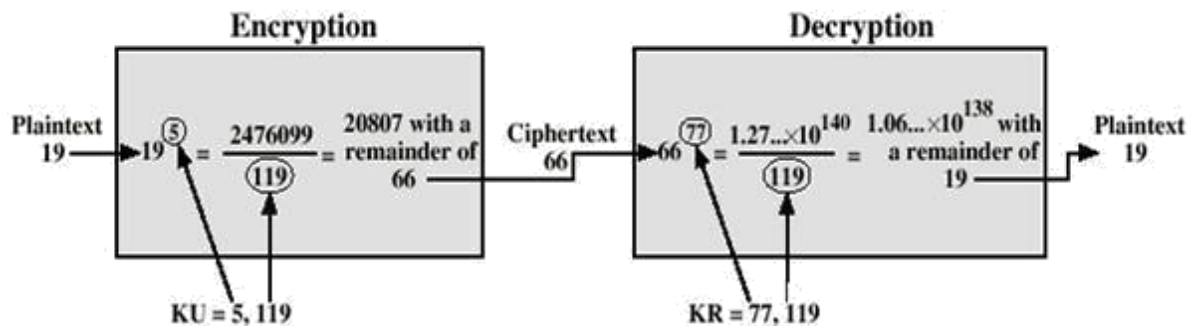 Encryption
Decryption
Plaintext
19
19^5 = 2476099 / 119 = 20807 with a remainder of 66
Ciphertext
66
66^77 = 1.27...×10^140 / 119 = 1.06...×10^138 with a remainder of 19
Plaintext
19
KU = 5, 119
KR = 77, 119